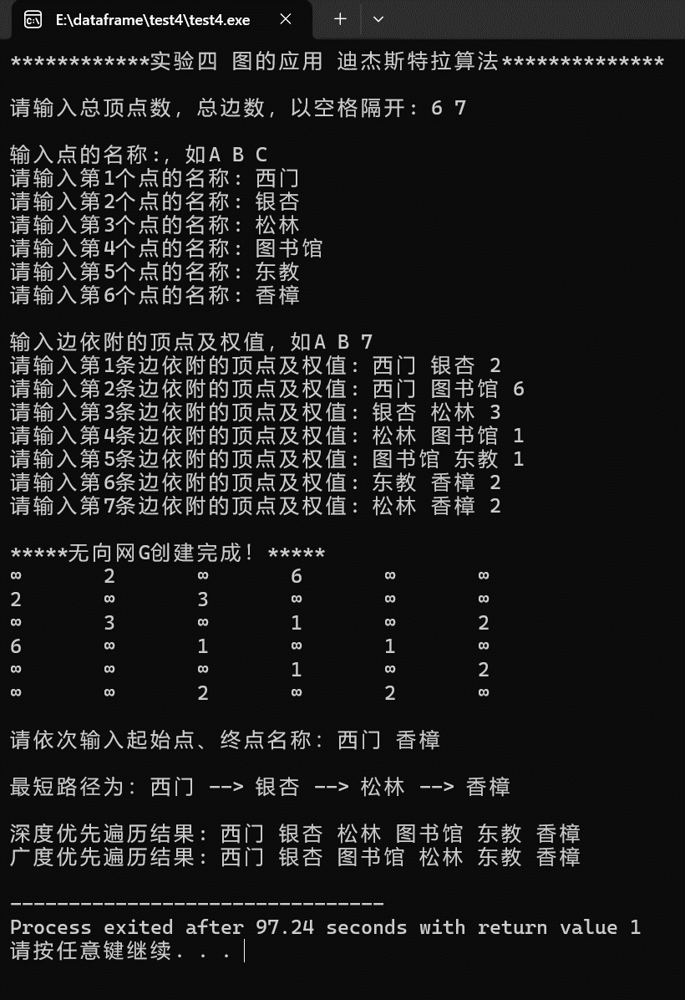 E:\dataframe\test4\test4.exe
************实验四 图的应用 迪杰斯特拉算法**************
请输入总顶点数，总边数，以空格隔开：6 7
输入点的名称:，如A B C
请输入第1个点的名称：西门
请输入第2个点的名称：银杏
请输入第3个点的名称：松林
请输入第4个点的名称：图书馆
请输入第5个点的名称：东教
请输入第6个点的名称：香樟
输入边依附的顶点及权值，如A B 7
请输入第1条边依附的顶点及权值：西门 银杏 2
请输入第2条边依附的顶点及权值：西门 图书馆 6
请输入第3条边依附的顶点及权值：银杏 松林 3
请输入第4条边依附的顶点及权值：松林 图书馆 1
请输入第5条边依附的顶点及权值：图书馆 东教 1
请输入第6条边依附的顶点及权值：东教 香樟 2
请输入第7条边依附的顶点及权值：松林 香樟 2
*****无向网G创建完成！*****
∞ 2 ∞ 6 ∞ ∞
2 ∞ 3 ∞ ∞ ∞
∞ 3 ∞ 1 ∞ 2
6 ∞ 1 ∞ 1 ∞
∞ ∞ ∞ 1 ∞ 2
∞ ∞ 2 ∞ 2 ∞
请依次输入起始点、终点名称：西门 香樟
最短路径为：西门 --> 银杏 --> 松林 --> 香樟
深度优先遍历结果：西门 银杏 松林 图书馆 东教 香樟
广度优先遍历结果：西门 银杏 图书馆 松林 东教 香樟
--------------------------------
Process exited after 97.24 seconds with return value 1
请按任意键继续. . .